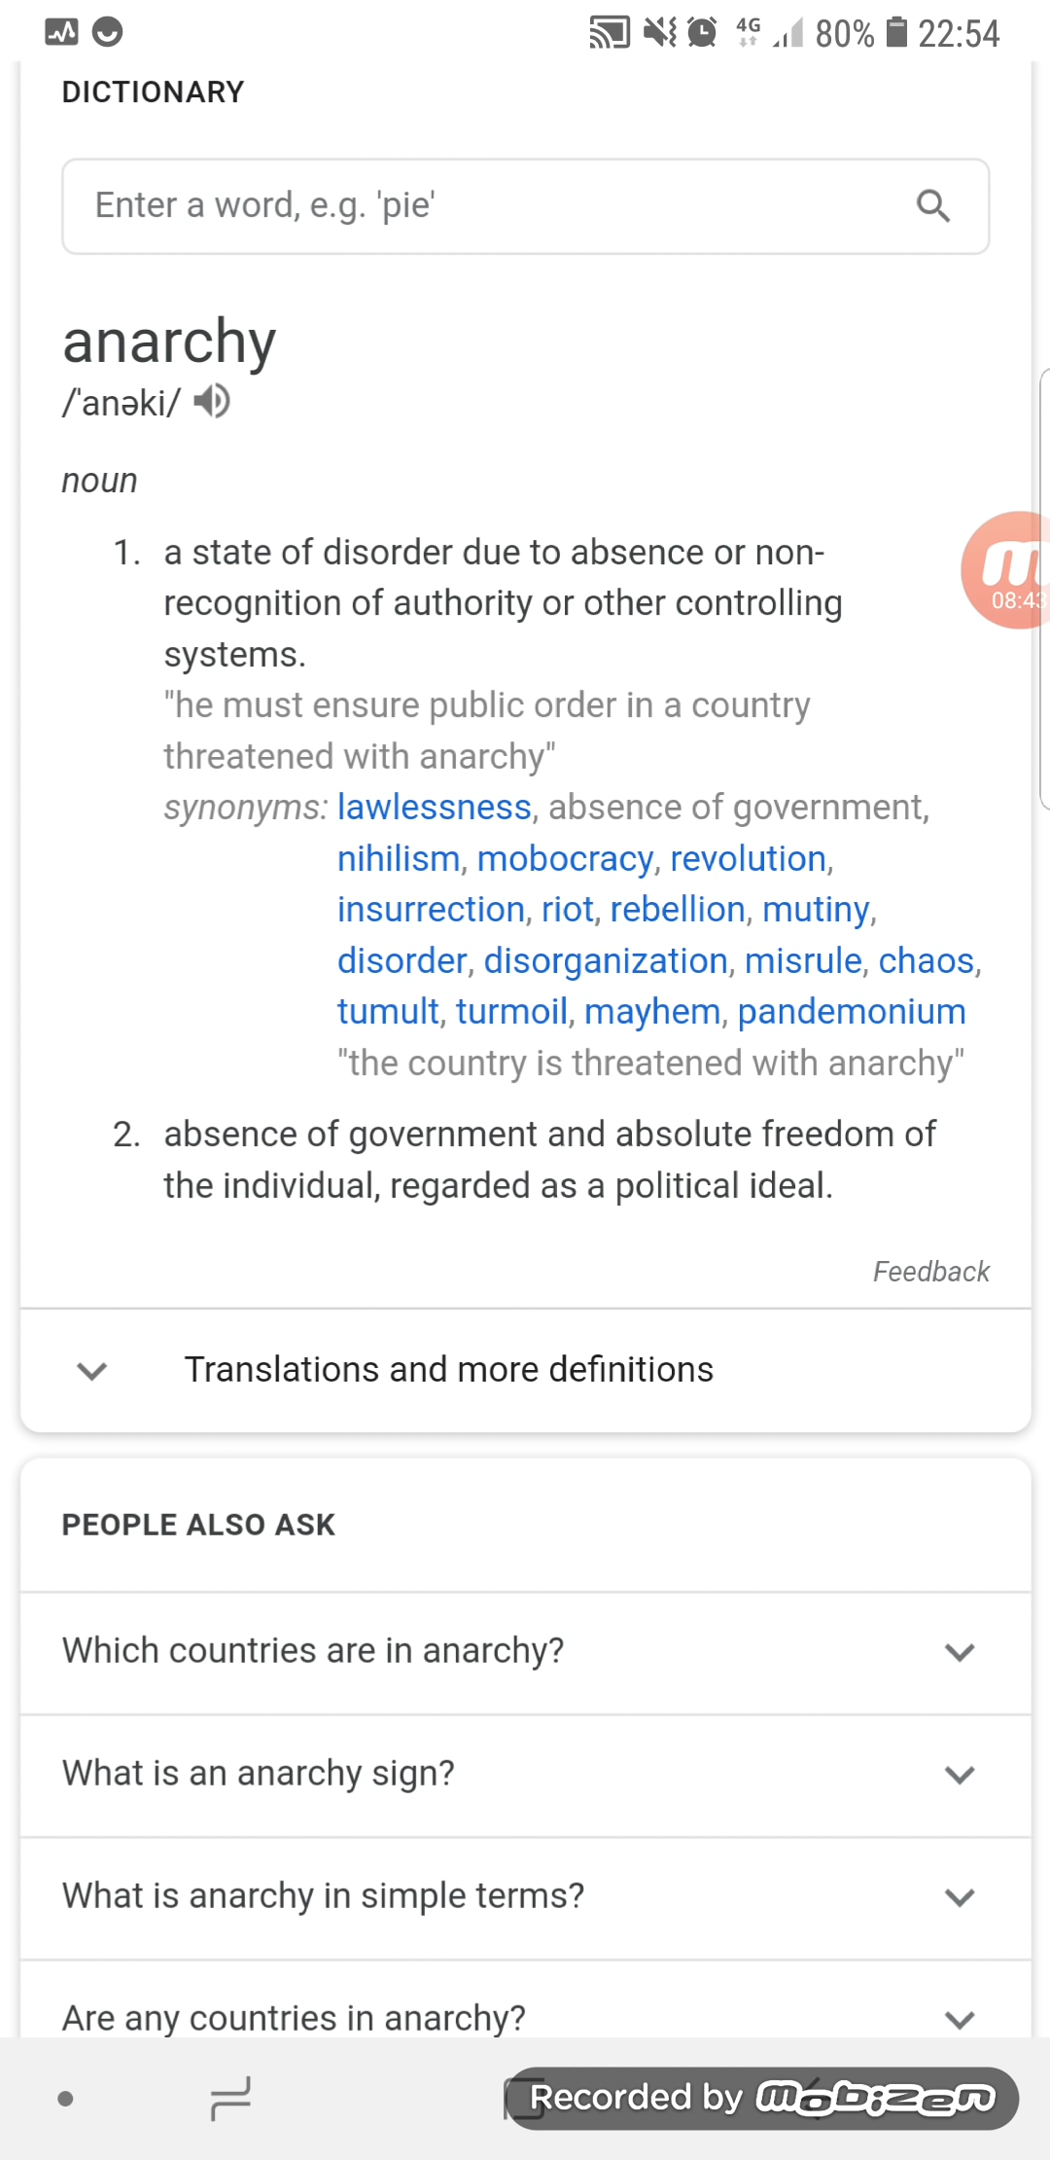 4G 80% 22:54
DICTIONARY
Enter a word, e.g. 'pie'
anarchy
/ˈanəki/
noun
1. a state of disorder due to absence or non-
recognition of authority or other controlling
systems.
"he must ensure public order in a country
threatened with anarchy"
synonyms: lawlessness, absence of government,
nihilism, mobocracy, revolution,
insurrection, riot, rebellion, mutiny,
disorder, disorganization, misrule, chaos,
tumult, turmoil, mayhem, pandemonium
"the country is threatened with anarchy"
m
08:43
2. absence of government and absolute freedom of
the individual, regarded as a political ideal.
Feedback
Translations and more definitions
PEOPLE ALSO ASK
Which countries are in anarchy?
What is an anarchy sign?
What is anarchy in simple terms?
Are any countries in anarchy?
Recorded by mobizen